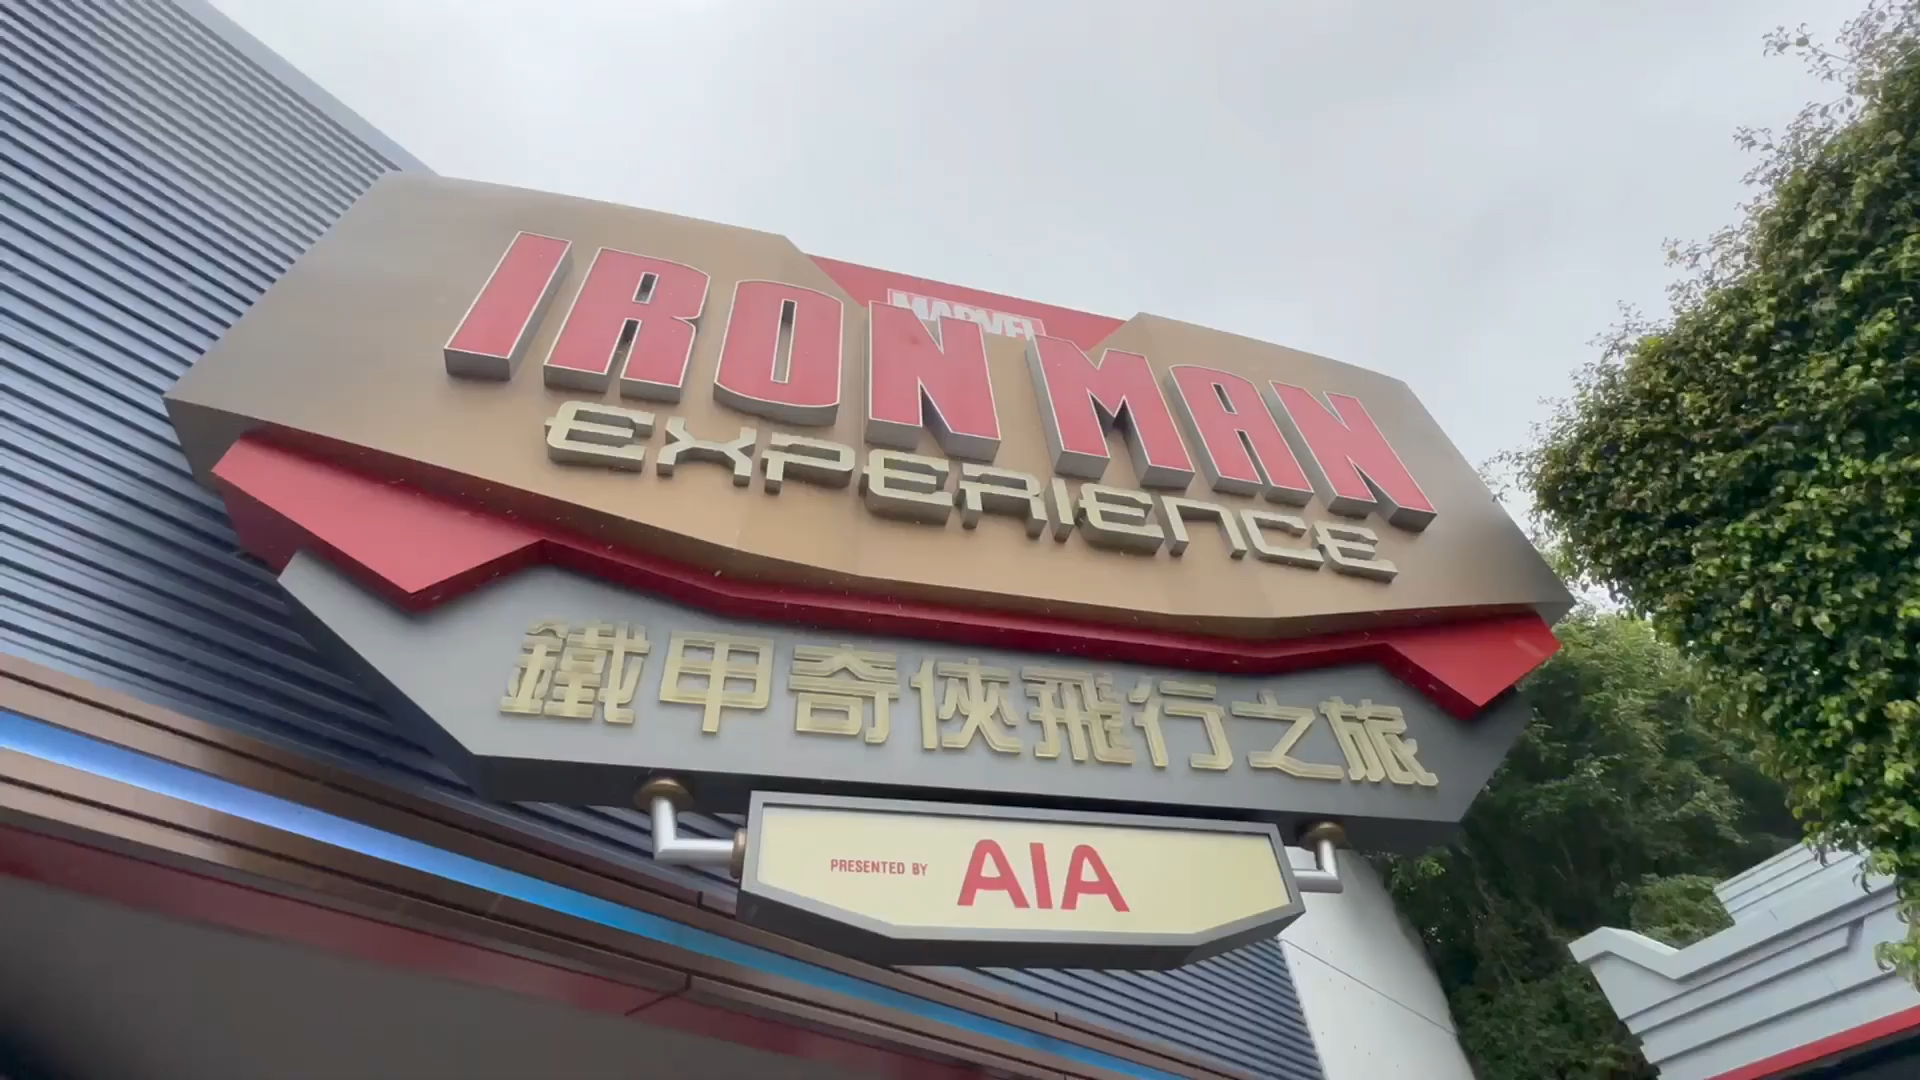 MARVEL
IRON MAN
EXPERIENCE
鐵甲奇俠飛行之旅
PRESENTED BY AIA